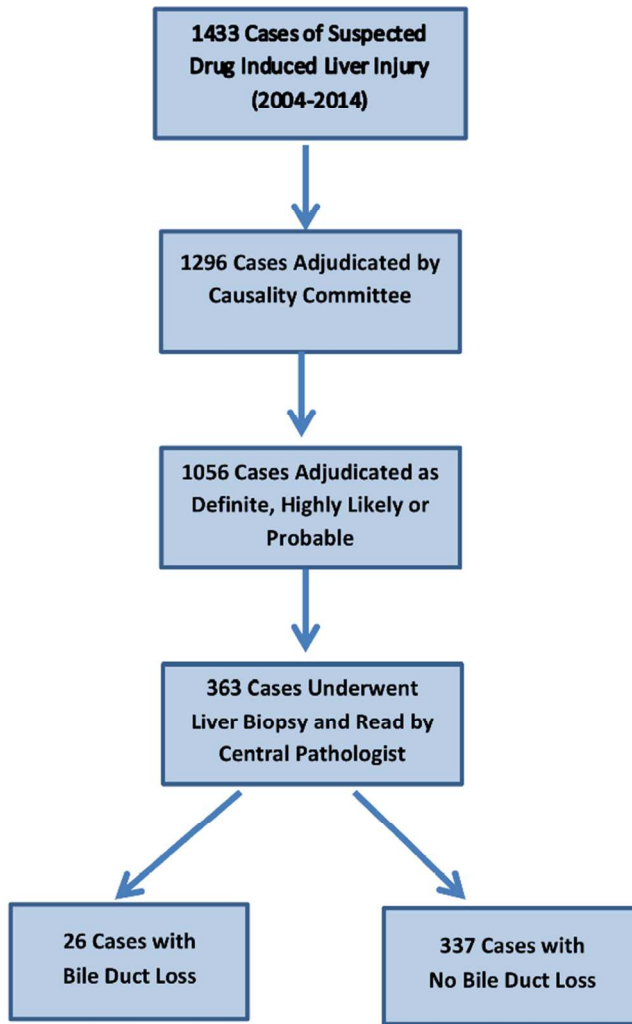 1433 Cases of Suspected
Drug Induced Liver Injury
(2004-2014)
1296 Cases Adjudicated by
Causality Committee
1056 Cases Adjudicated as
Definite, Highly Likely or
Probable
363 Cases Underwent
Liver Biopsy and Read by
Central Pathologist
26 Cases with
Bile Duct Loss
337 Cases with
No Bile Duct Loss